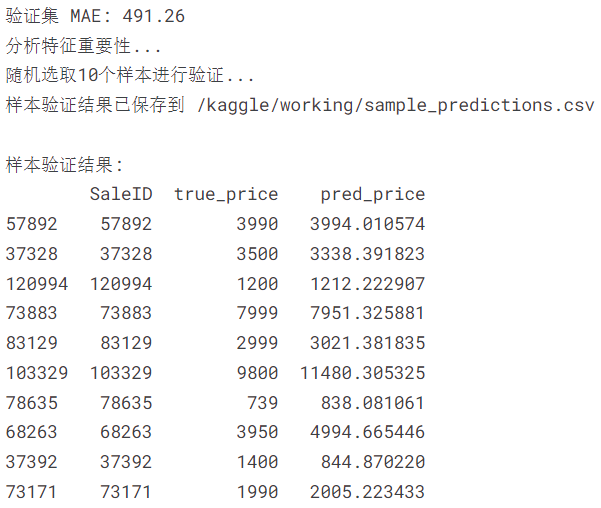 验证集 MAE: 491.26
分析特征重要性...
随机选取10个样本进行验证...
样本验证结果已保存到 /kaggle/working/sample_predictions.csv
样本验证结果:
SaleID true_price pred_price
57892 57892 3990 3994.010574
37328 37328 3500 3338.391823
120994 120994 1200 1212.222907
73883 73883 7999 7951.325881
83129 83129 2999 3021.381835
103329 103329 9800 11480.305325
78635 78635 739 838.081061
68263 68263 3950 4994.665446
37392 37392 1400 844.870220
73171 73171 1990 2005.223433